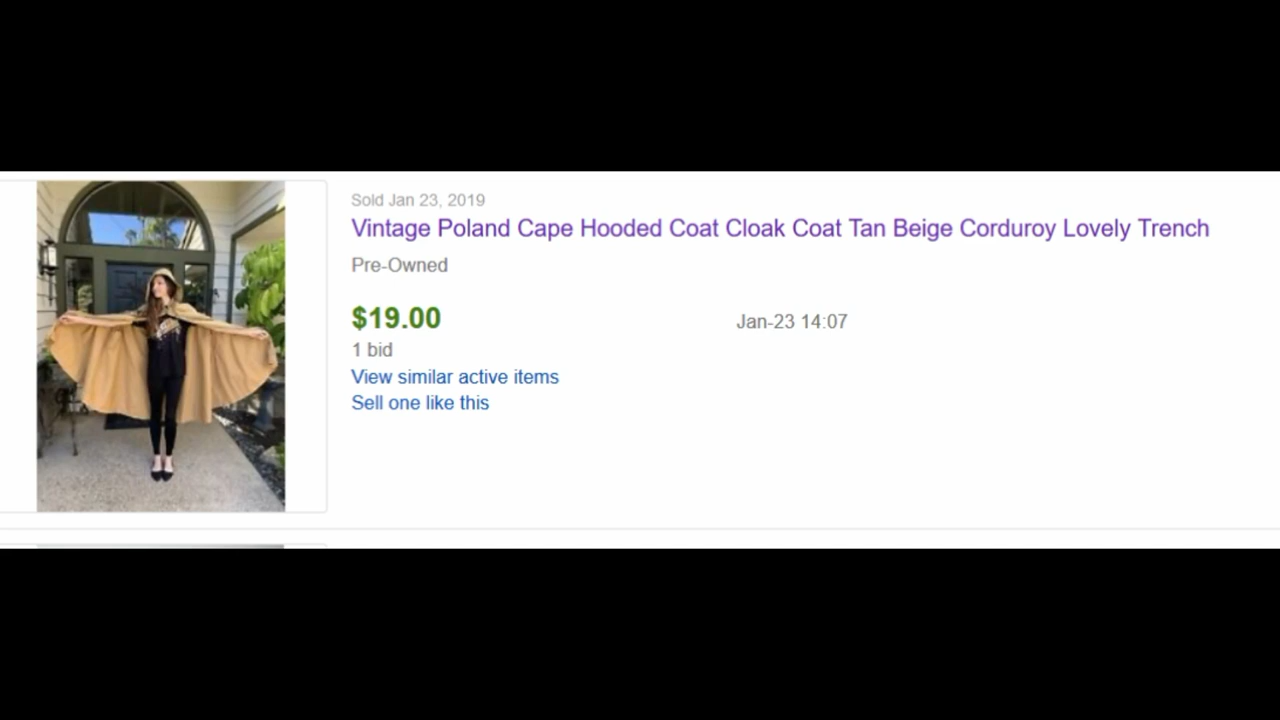 Sold Jan 23, 2019
Vintage Poland Cape Hooded Coat Cloak Coat Tan Beige Corduroy Lovely Trench
Pre-Owned
$19.00
Jan-23 14:07
1 bid
View similar active items
Sell one like this